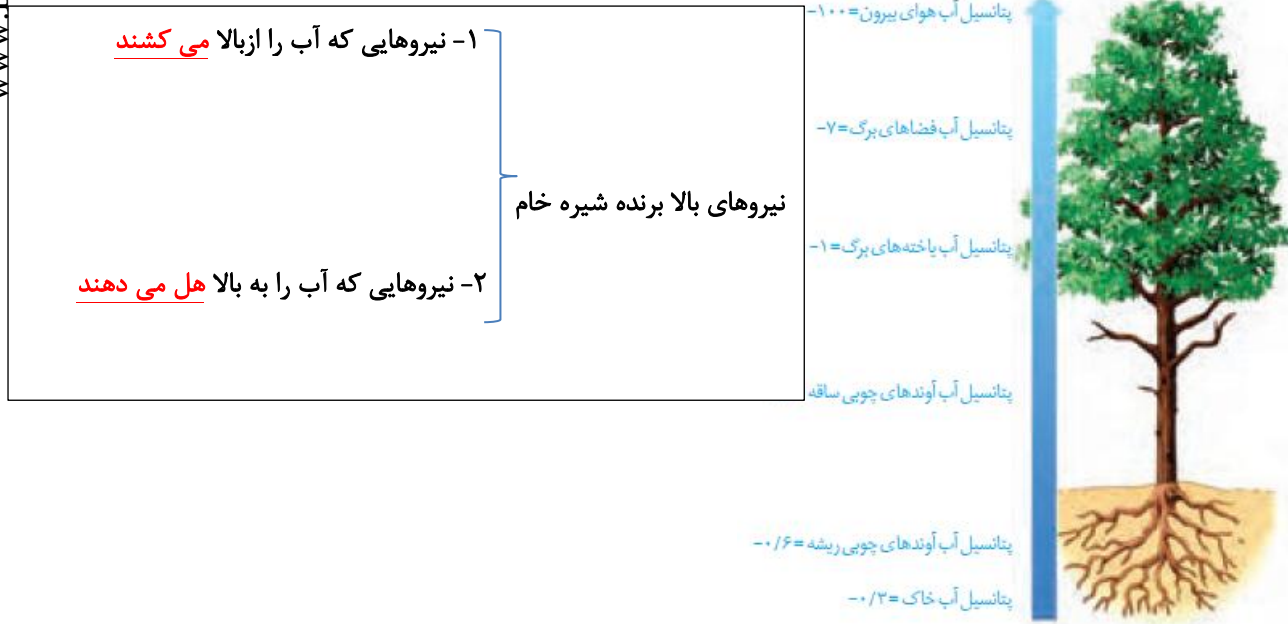 ۱- نیروهایی که آب را ازبالا می کشند
نیروهای بالا برنده شیره خام
۲- نیروهایی که آب را به بالا هل می دهند
پتانسیل آب هوای بیرون=۱۰۰-
پتانسیل آب فضاهای برگ=۷-
پتانسیل آب یاخته‌های برگ=۱-
پتانسیل آب آوندهای چوبی ساقه
پتانسیل آب آوندهای چوبی ریشه=۰/۶-
پتانسیل آب خاک=۰/۳-